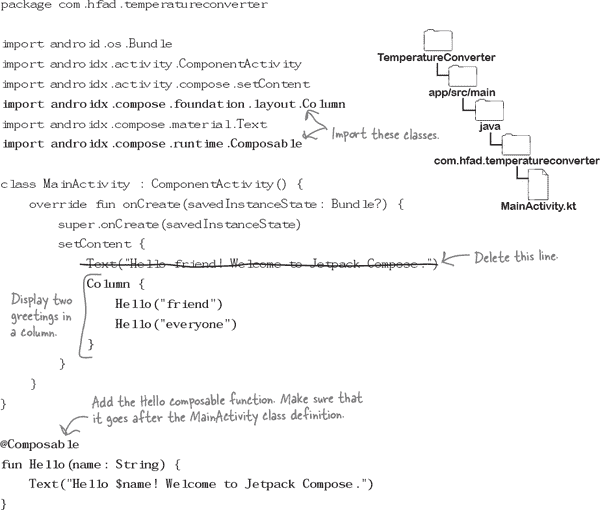 package com.hfad.temperatureconverter
import android.os.Bundle
import androidx.activity.ComponentActivity
import androidx.activity.compose.setContent
import androidx.compose.foundation.layout.Column
import androidx.compose.material.Text
import androidx.compose.runtime.Composable
Import these classes.
TemperatureConverter
app/src/main
java
com.hfad.temperatureconverter
MainActivity.kt
class MainActivity : ComponentActivity() {
override fun onCreate(savedInstanceState: Bundle?) {
super.onCreate(savedInstanceState)
setContent {
Text("Hello friend! Welcome to Jetpack Compose.")
Delete this line.
Column {
Hello("friend")
Hello("everyone")
}
Display two
greetings in
a column.
}
}
}
Add the Hello composable function. Make sure that
it goes after the MainActivity class definition.
@Composable
fun Hello(name: String) {
Text("Hello $name! Welcome to Jetpack Compose.")
}